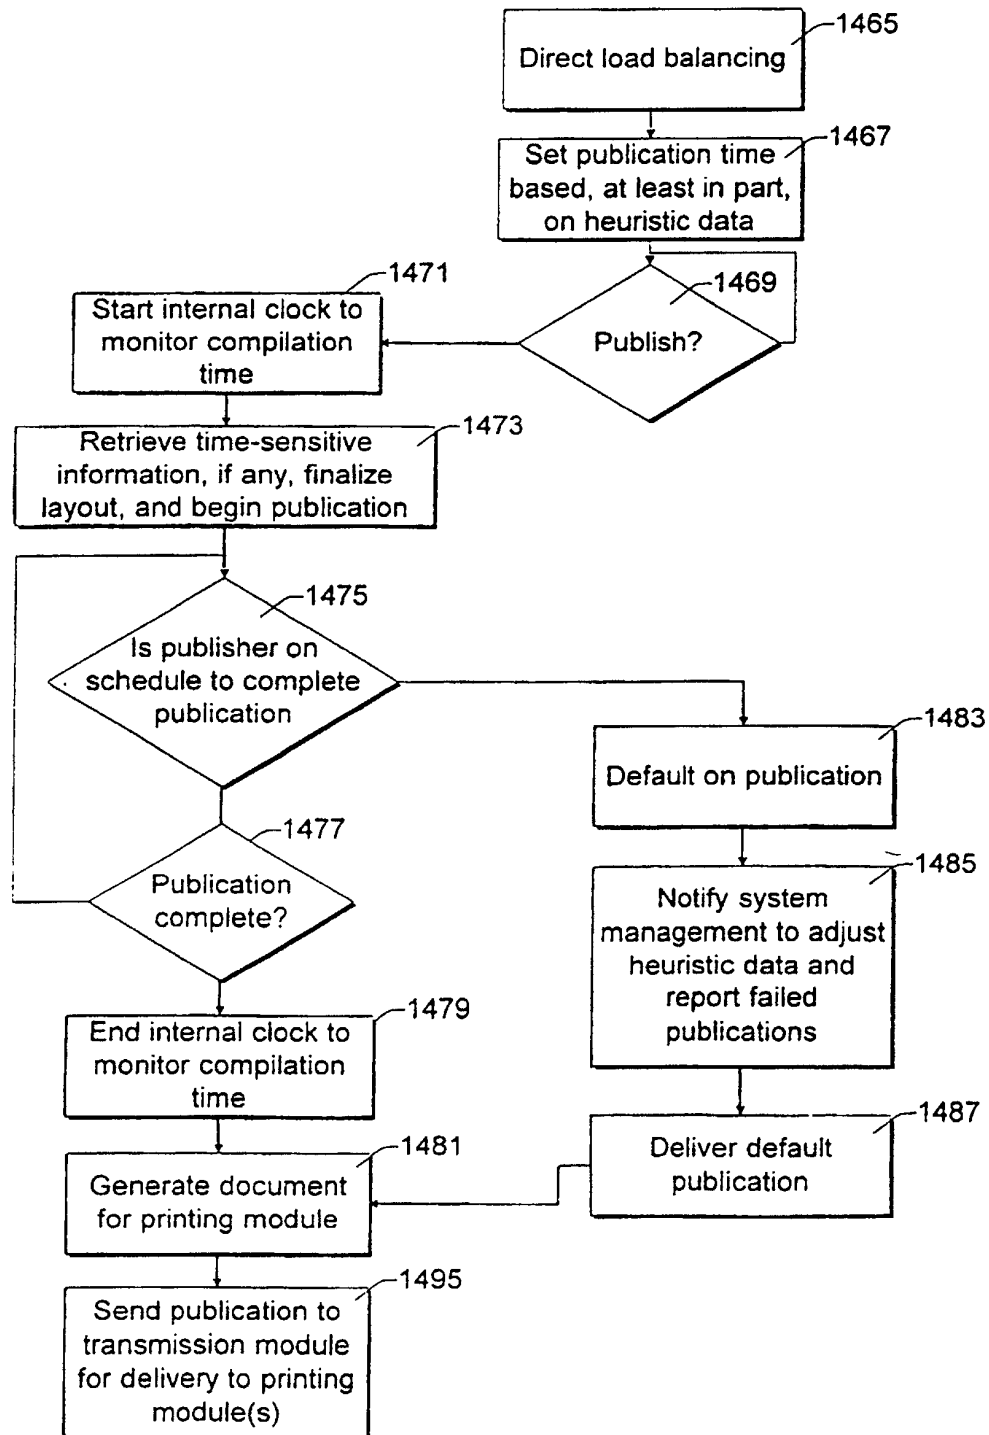 1465
Direct load balancing
1467
Set publication time
based, at least in part,
on heuristic data
1469
Publish?
1471
Start internal clock to
monitor compilation
time
1473
Retrieve time-sensitive
information, if any, finalize
layout, and begin publication
1475
Is publisher on
schedule to complete
publication
1477
Publication
complete?
1479
End internal clock to
monitor compilation
time
1481
Generate document
for printing module
1495
Send publication to
transmission module
for delivery to printing
module(s)
1483
Default on publication
1485
Notify system
management to adjust
heuristic data and
report failed
publications
1487
Deliver default
publication